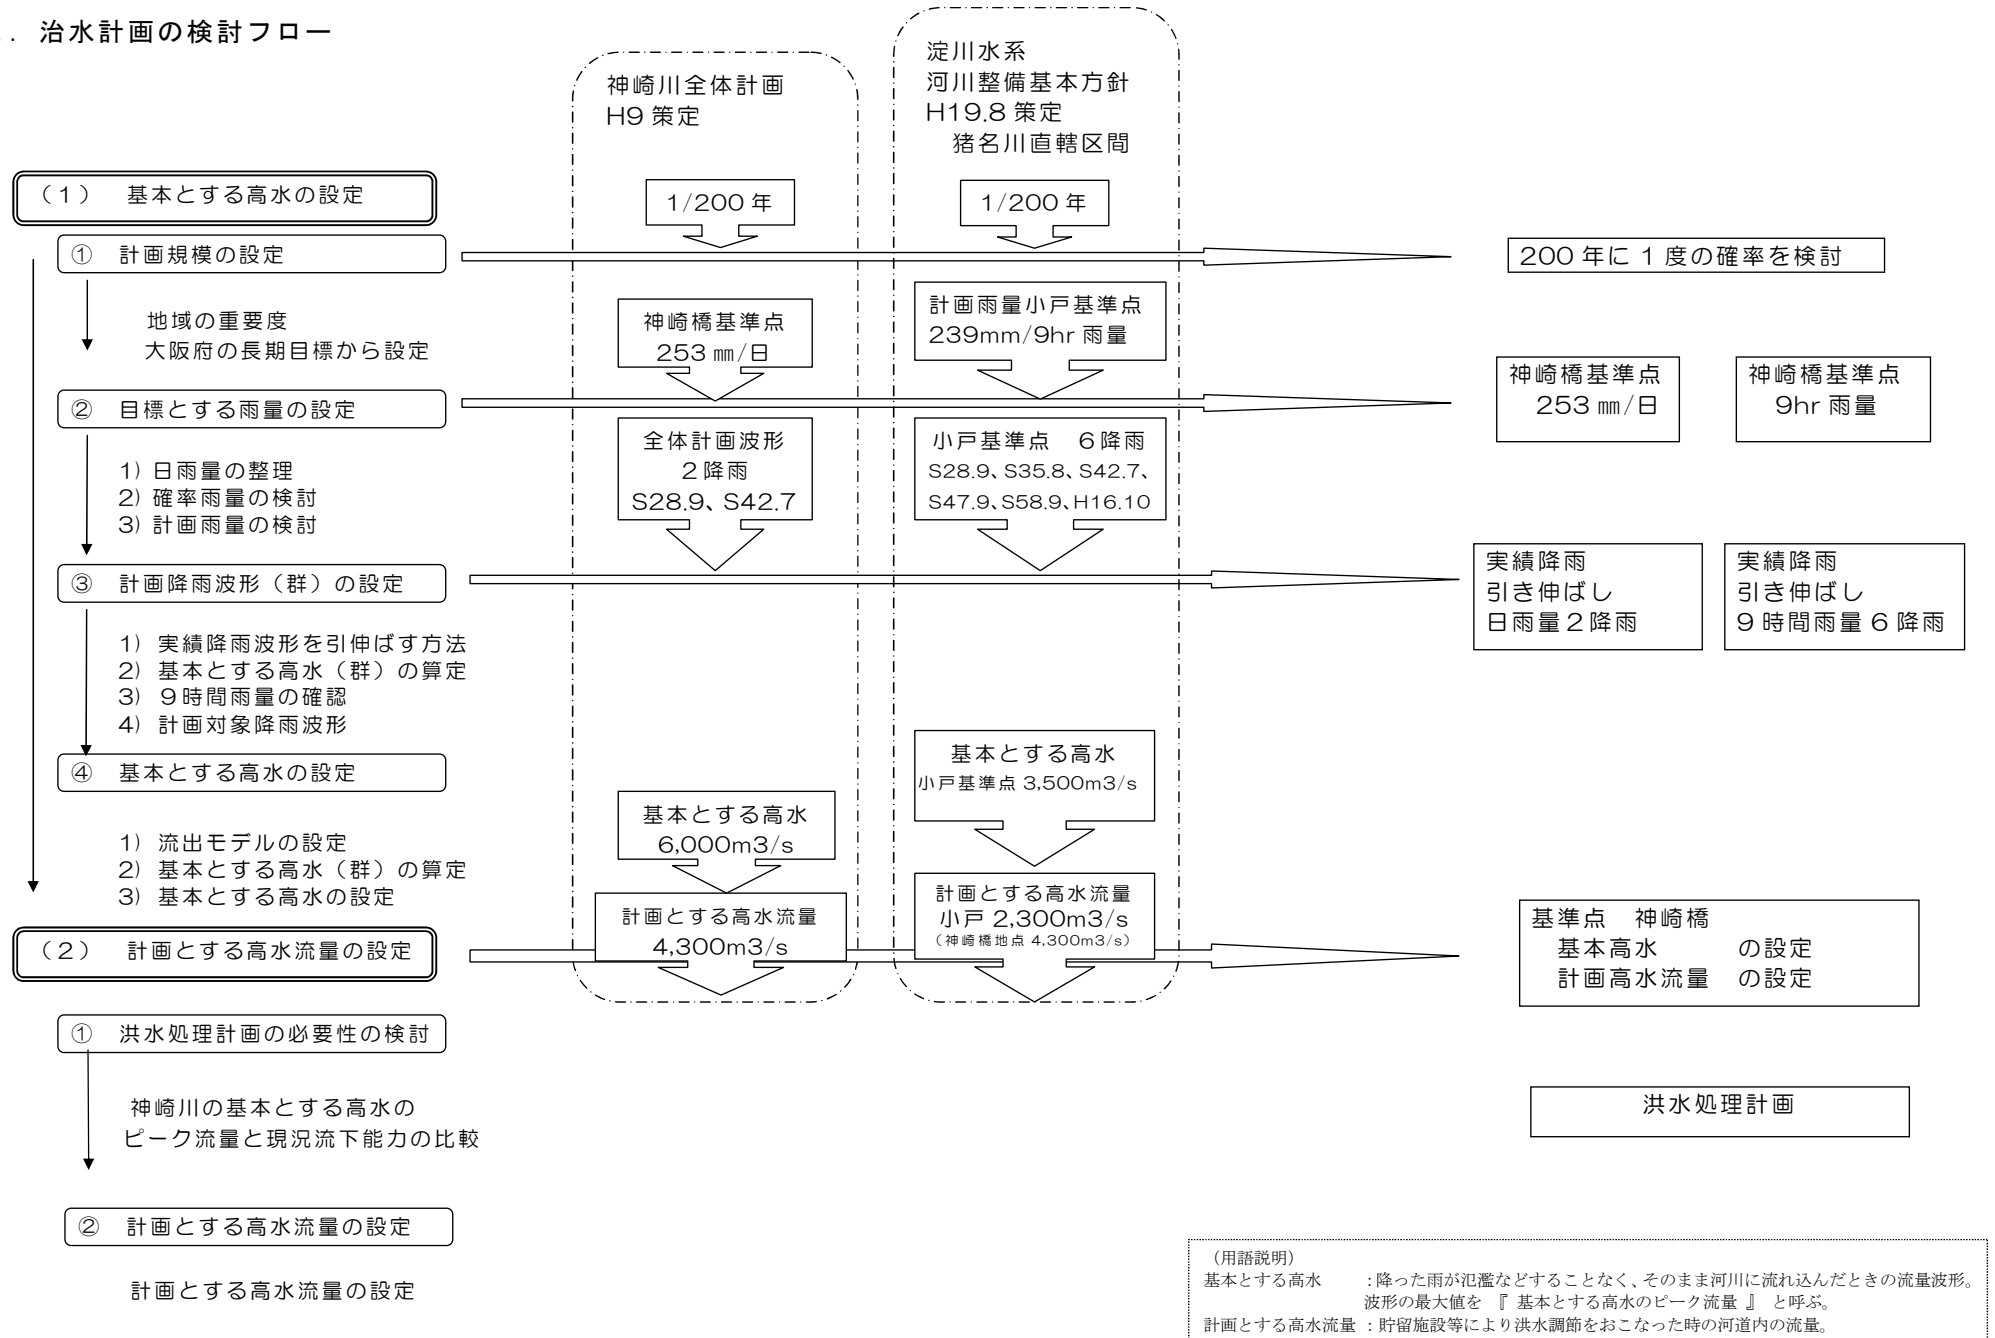 . 治水計画の検討フロー
神崎川全体計画
H9 策定
淀川水系
河川整備基本方針
H19.8 策定
猪名川直轄区間
(1) 基本とする高水の設定
1/200 年
1/200 年
① 計画規模の設定
200 年に 1 度の確率を検討
地域の重要度
大阪府の長期目標から設定
神崎橋基準点
253 ㎜/日
計画雨量小戸基準点
239mm/9hr 雨量
② 目標とする雨量の設定
神崎橋基準点
253 ㎜/日
神崎橋基準点
9hr 雨量
1) 日雨量の整理
2) 確率雨量の検討
3) 計画雨量の検討
全体計画波形
2降雨
S28.9、S42.7
小戸基準点 6降雨
S28.9、S35.8、S42.7、
S47.9、S58.9、H16.10
③ 計画降雨波形（群）の設定
実績降雨
引き伸ばし
日雨量2降雨
実績降雨
引き伸ばし
9時間雨量6降雨
1) 実績降雨波形を引伸ばす方法
2) 基本とする高水（群）の算定
3) 9時間雨量の確認
4) 計画対象降雨波形
④ 基本とする高水の設定
基本とする高水
6,000m3/s
基本とする高水
小戸基準点 3,500m3/s
1) 流出モデルの設定
2) 基本とする高水（群）の算定
3) 基本とする高水の設定
(2) 計画とする高水流量の設定
計画とする高水流量
4,300m3/s
計画とする高水流量
小戸 2,300m3/s
（神崎橋地点 4,300m3/s）
基準点 神崎橋
基本高水 の設定
計画高水流量 の設定
① 洪水処理計画の必要性の検討
神崎川の基本とする高水の
ピーク流量と現況流下能力の比較
洪水処理計画
② 計画とする高水流量の設定
計画とする高水流量の設定
（用語説明）
基本とする高水 ：降った雨が氾濫などすることなく、そのまま河川に流れ込んだときの流量波形。
波形の最大値を 『 基本とする高水のピーク流量 』 と呼ぶ。
計画とする高水流量 ：貯留施設等により洪水調節をおこなった時の河道内の流量。